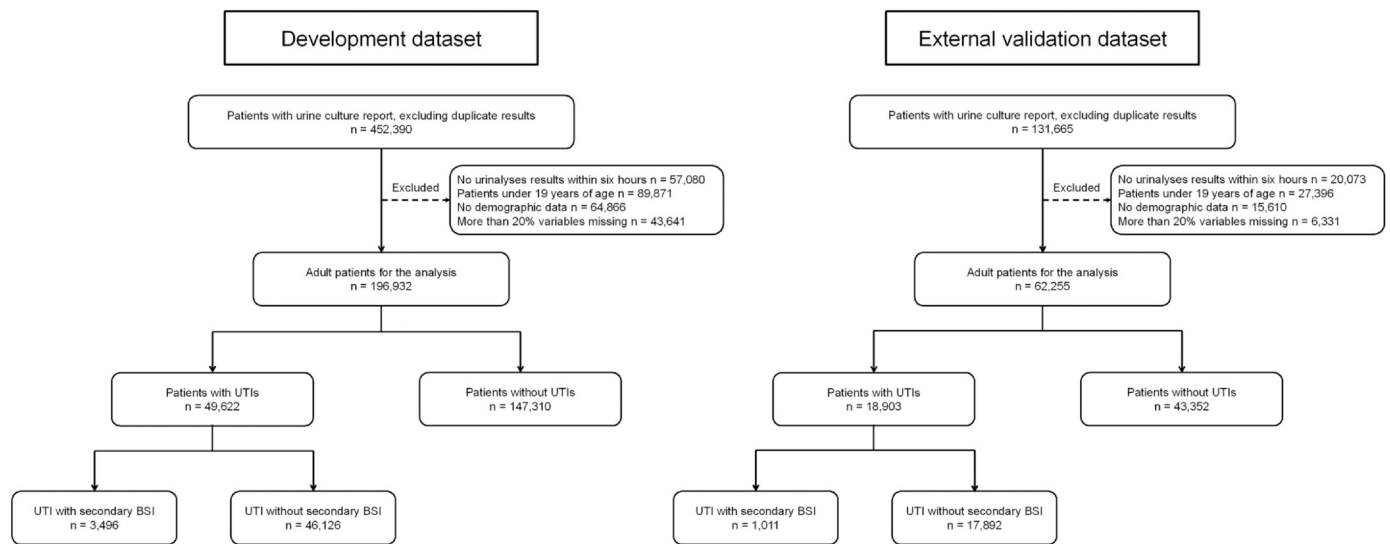 Development dataset
Patients with urine culture report, excluding duplicate results
n = 452,390
Excluded
No urinalyses results within six hours n = 57,080
Patients under 19 years of age n = 89,871
No demographic data n = 64,866
More than 20% variables missing n = 43,641
Adult patients for the analysis
n = 196,932
Patients with UTIs
n = 49,622
Patients without UTIs
n = 147,310
UTI with secondary BSI
n = 3,496
UTI without secondary BSI
n = 46,126
External validation dataset
Patients with urine culture report, excluding duplicate results
n = 131,665
Excluded
No urinalyses results within six hours n = 20,073
Patients under 19 years of age n = 27,396
No demographic data n = 15,610
More than 20% variables missing n = 6,331
Adult patients for the analysis
n = 62,255
Patients with UTIs
n = 18,903
Patients without UTIs
n = 43,352
UTI with secondary BSI
n = 1,011
UTI without secondary BSI
n = 17,892